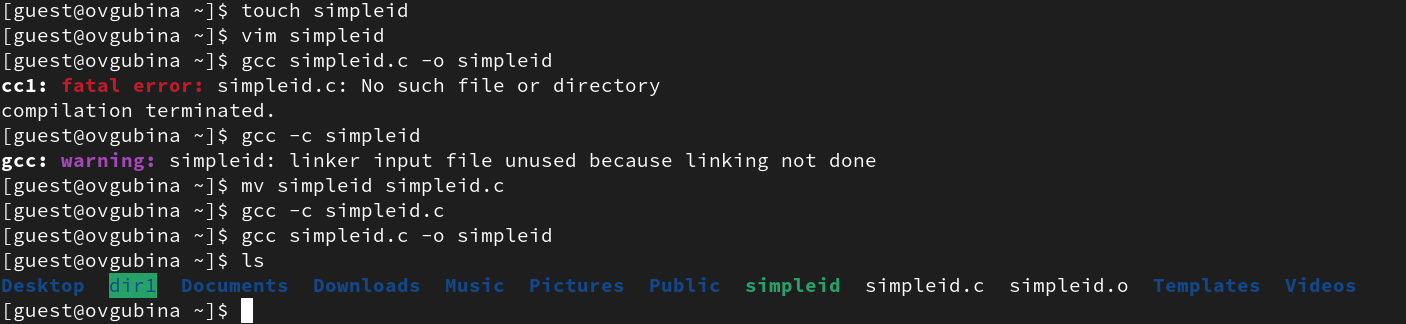 [guest@ovgubina ~]$ touch simpleid
[guest@ovgubina ~]$ vim simpleid
[guest@ovgubina ~]$ gcc simpleid.c -o simpleid
cc1: fatal error: simpleid.c: No such file or directory
compilation terminated.
[guest@ovgubina ~]$ gcc -c simpleid
gcc: warning: simpleid: linker input file unused because linking not done
[guest@ovgubina ~]$ mv simpleid simpleid.c
[guest@ovgubina ~]$ gcc -c simpleid.c
[guest@ovgubina ~]$ gcc simpleid.c -o simpleid
[guest@ovgubina ~]$ ls
Desktop  dir1  Documents  Downloads  Music  Pictures  Public  simpleid  simpleid.c  simpleid.o  Templates  Videos
[guest@ovgubina ~]$